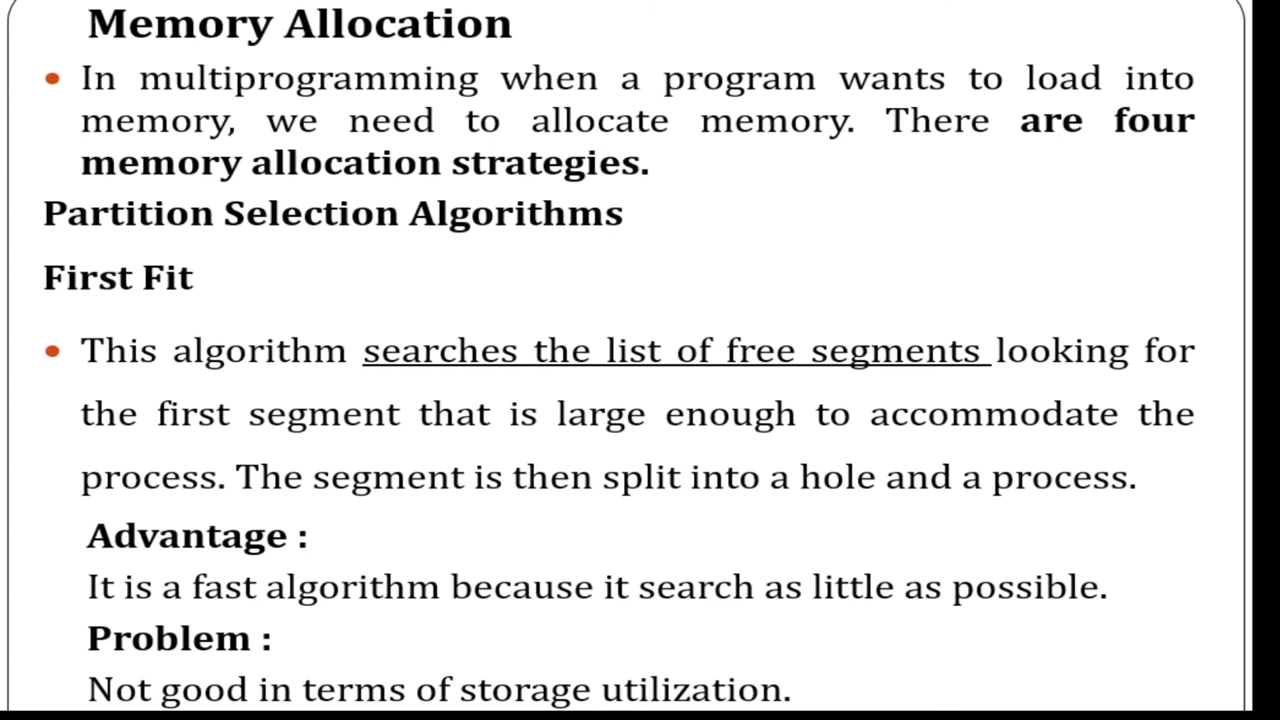 Memory Allocation
• In multiprogramming when a program wants to load into
memory, we need to allocate memory. There are four
memory allocation strategies.
Partition Selection Algorithms
First Fit
• This algorithm searches the list of free segments looking for
the first segment that is large enough to accommodate the
process. The segment is then split into a hole and a process.
Advantage :
It is a fast algorithm because it search as little as possible.
Problem :
Not good in terms of storage utilization.